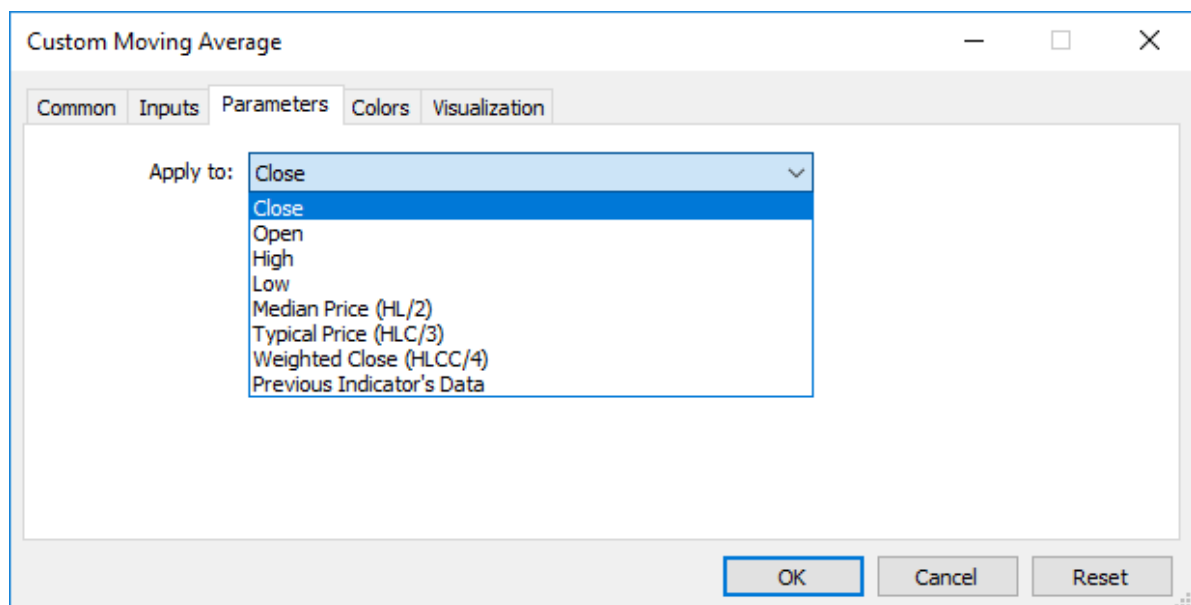 Custom Moving Average
Common Inputs Parameters Colors Visualization
Apply to: Close
Close
Open
High
Low
Median Price (HL/2)
Typical Price (HLC/3)
Weighted Close (HLCC/4)
Previous Indicator's Data
OK Cancel Reset